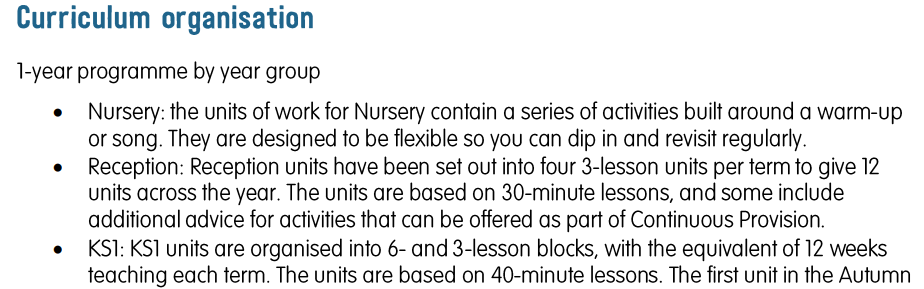 Curriculum organisation
1-year programme by year group
• Nursery: the units of work for Nursery contain a series of activities built around a warm-up
or song. They are designed to be flexible so you can dip in and revisit regularly.
• Reception: Reception units have been set out into four 3-lesson units per term to give 12
units across the year. The units are based on 30-minute lessons, and some include
additional advice for activities that can be offered as part of Continuous Provision.
• KS1: KS1 units are organised into 6- and 3-lesson blocks, with the equivalent of 12 weeks
teaching each term. The units are based on 40-minute lessons. The first unit in the Autumn